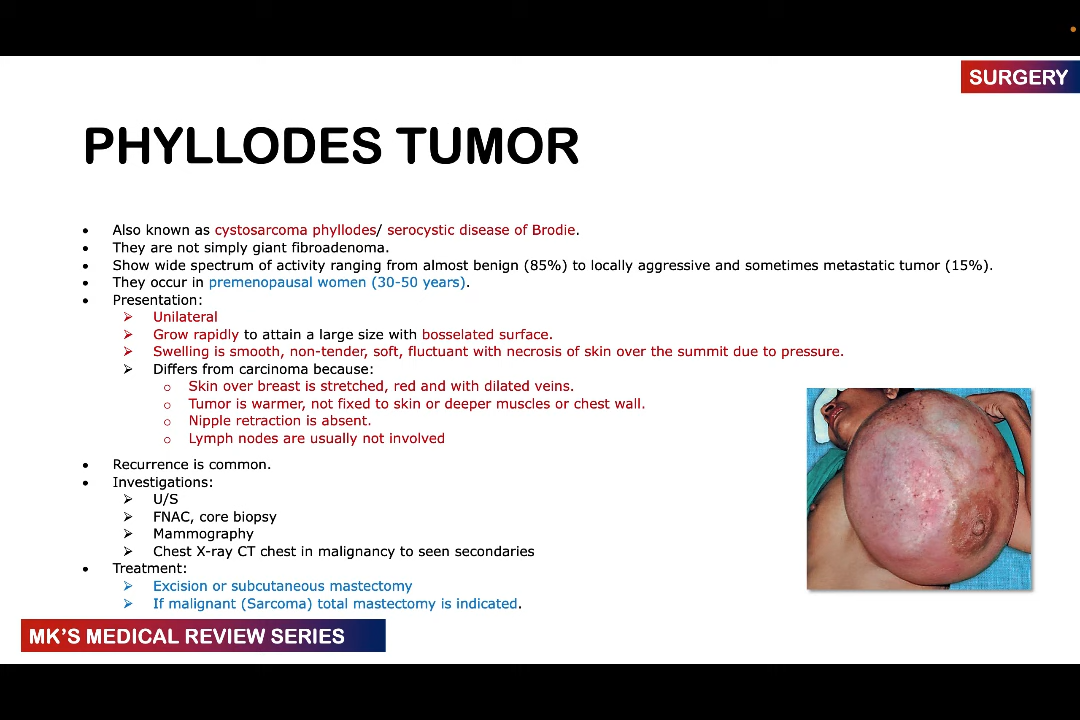 SURGERY
PHYLLODES TUMOR
• Also known as cystosarcoma phyllodes/ serocystic disease of Brodie.
• They are not simply giant fibroadenoma.
• Show wide spectrum of activity ranging from almost benign (85%) to locally aggressive and sometimes metastatic tumor (15%).
• They occur in premenopausal women (30-50 years).
• Presentation:
➢ Unilateral
➢ Grow rapidly to attain a large size with bosselated surface.
➢ Swelling is smooth, non-tender, soft, fluctuant with necrosis of skin over the summit due to pressure.
➢ Differs from carcinoma because:
o Skin over breast is stretched, red and with dilated veins.
o Tumor is warmer, not fixed to skin or deeper muscles or chest wall.
o Nipple retraction is absent.
o Lymph nodes are usually not involved
• Recurrence is common.
• Investigations:
➢ U/S
➢ FNAC, core biopsy
➢ Mammography
➢ Chest X-ray CT chest in malignancy to seen secondaries
• Treatment:
➢ Excision or subcutaneous mastectomy
➢ If malignant (Sarcoma) total mastectomy is indicated.
MK'S MEDICAL REVIEW SERIES